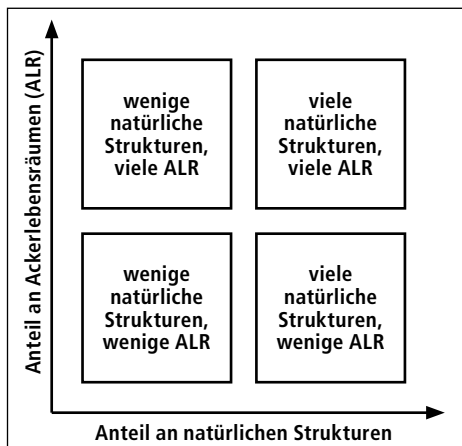 Anteil an Ackerlebensräumen (ALR)
wenige
natürliche
Strukturen,
viele ALR
viele
natürliche
Strukturen,
viele ALR
wenige
natürliche
Strukturen,
wenige ALR
viele
natürliche
Strukturen,
wenige ALR
Anteil an natürlichen Strukturen